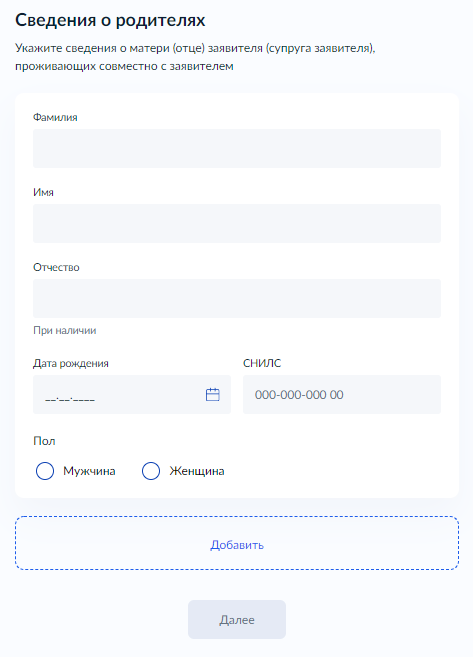 Сведения о родителях
Укажите сведения о матери (отце) заявителя (супруга заявителя),
проживающих совместно с заявителем
Фамилия
Имя
Отчество
При наличии
Дата рождения СНИЛС
__.__.____ 000-000-000 00
Пол
Мужчина Женщина
Добавить
Далее